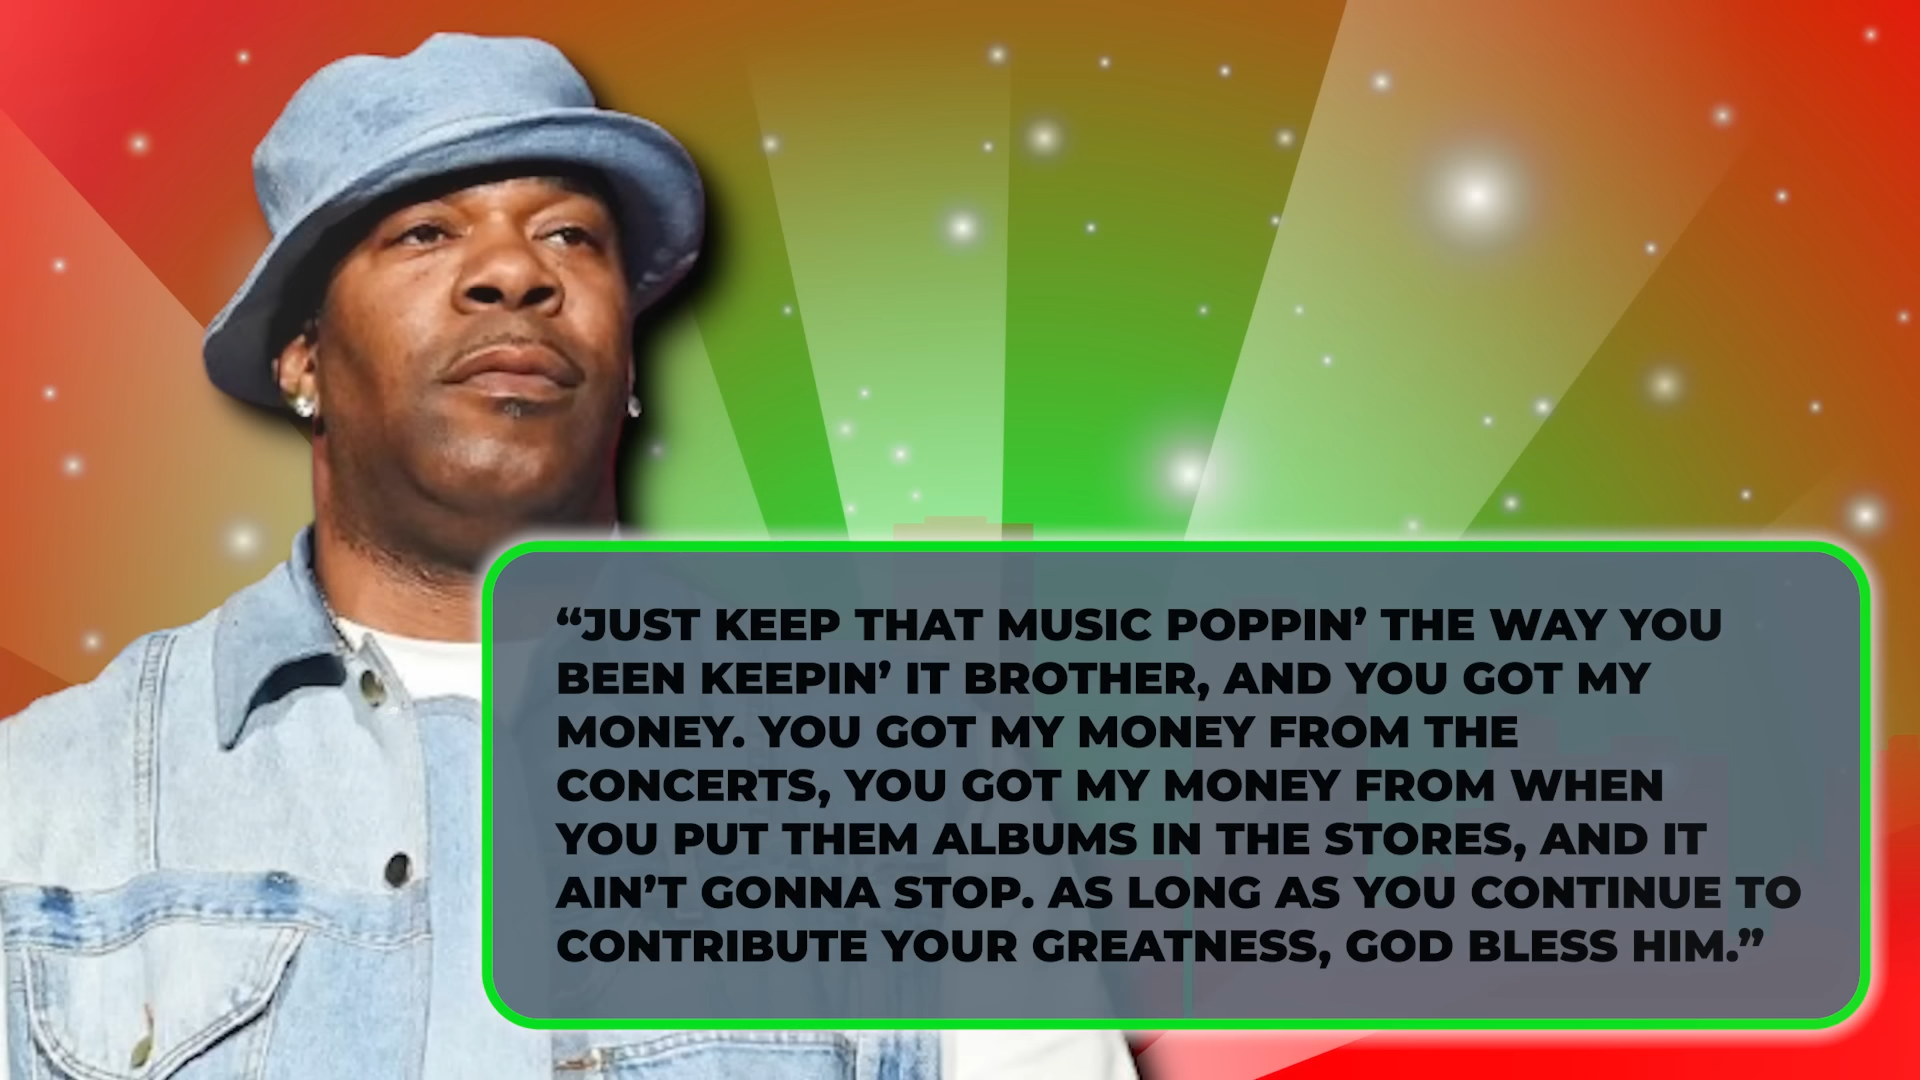 “JUST KEEP THAT MUSIC POPPIN’ THE WAY YOU
BEEN KEEPIN’ IT BROTHER, AND YOU GOT MY
MONEY. YOU GOT MY MONEY FROM THE
CONCERTS, YOU GOT MY MONEY FROM WHEN
YOU PUT THEM ALBUMS IN THE STORES, AND IT
AIN’T GONNA STOP. AS LONG AS YOU CONTINUE TO
CONTRIBUTE YOUR GREATNESS, GOD BLESS HIM.”